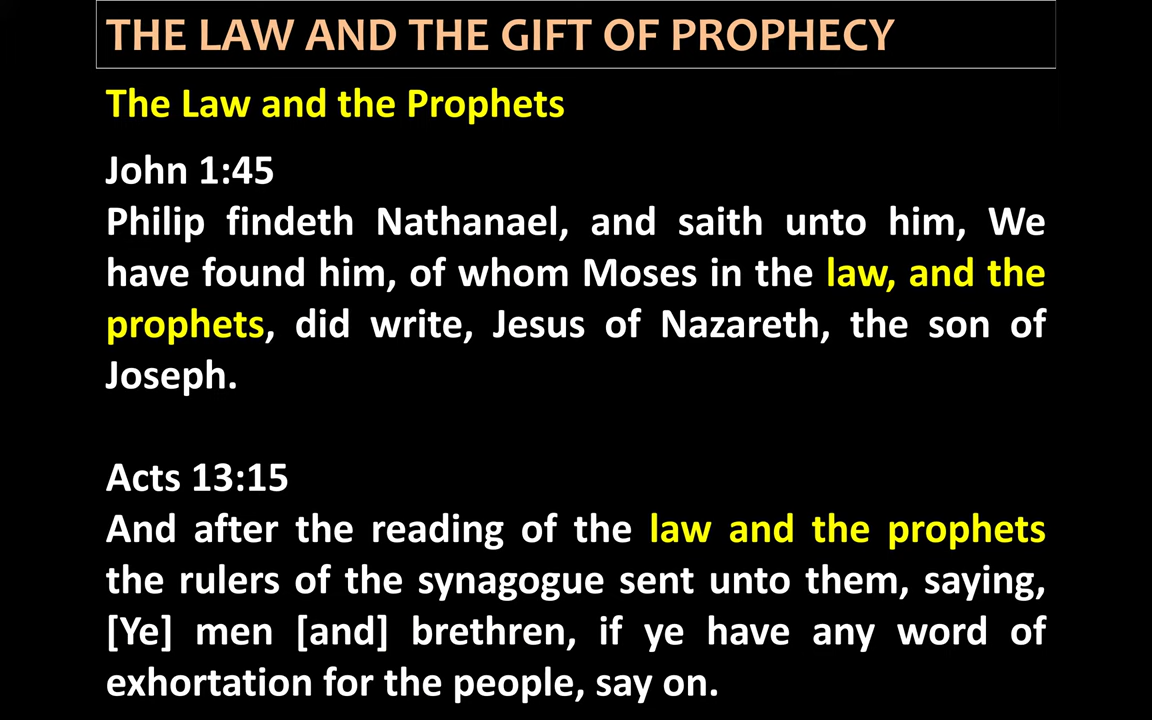 THE LAW AND THE GIFT OF PROPHECY
The Law and the Prophets
John 1:45
Philip findeth Nathanael, and saith unto him, We
have found him, of whom Moses in the law, and the
prophets, did write, Jesus of Nazareth, the son of
Joseph.
Acts 13:15
And after the reading of the law and the prophets
the rulers of the synagogue sent unto them, saying,
[Ye] men [and] brethren, if ye have any word of
exhortation for the people, say on.